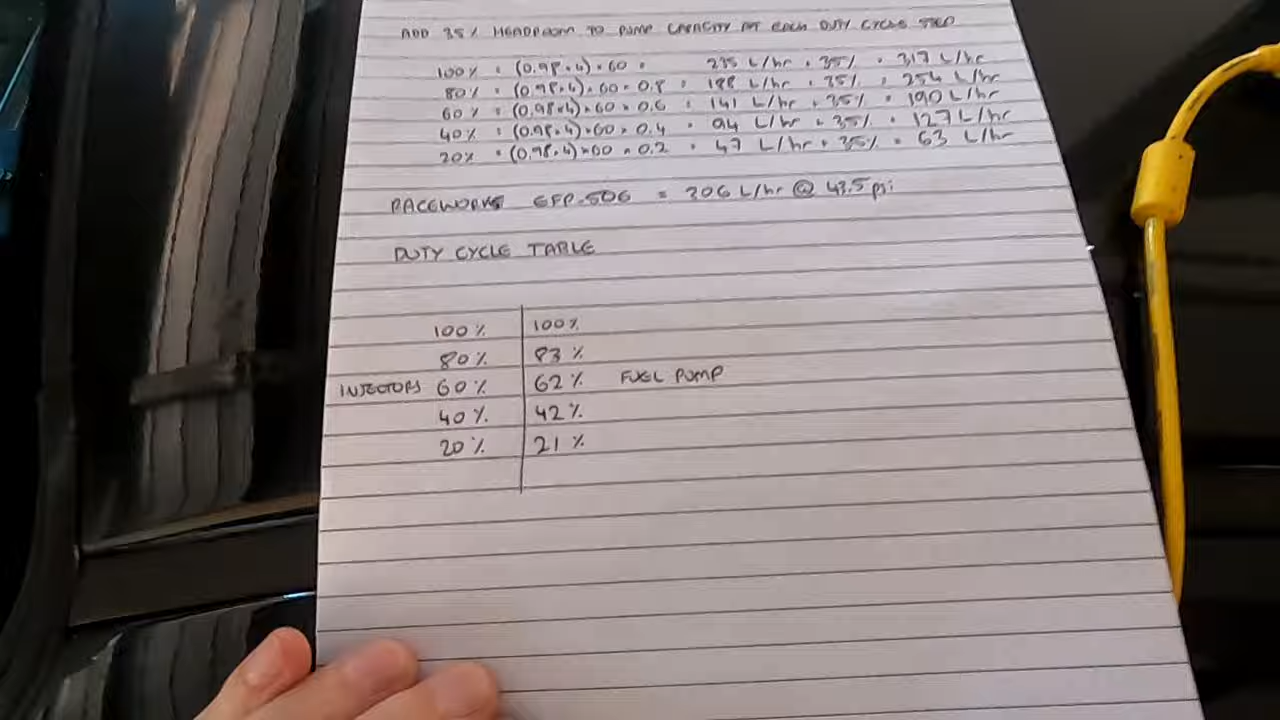 ADD 35% HEADROOM TO PUMP CAPACITY AT EACH DUTY CYCLE STEP
100% = (0.98×4)×60 = 235 L/hr + 35% = 317 L/hr
80% = (0.98×4)×60×0.8 = 188 L/hr + 35% = 254 L/hr
60% = (0.98×4)×60×0.6 = 141 L/hr + 35% = 190 L/hr
40% = (0.98×4)×60×0.4 = 94 L/hr + 35% = 127 L/hr
20% = (0.98×4)×60×0.2 = 47 L/hr + 35% = 63 L/hr
RACEWORKS EFP-506 = 306 L/hr @ 43.5 psi
DUTY CYCLE TABLE
100% 100%
80% 83%
INJECTORS 60% 62% FUEL PUMP
40% 42%
20% 21%